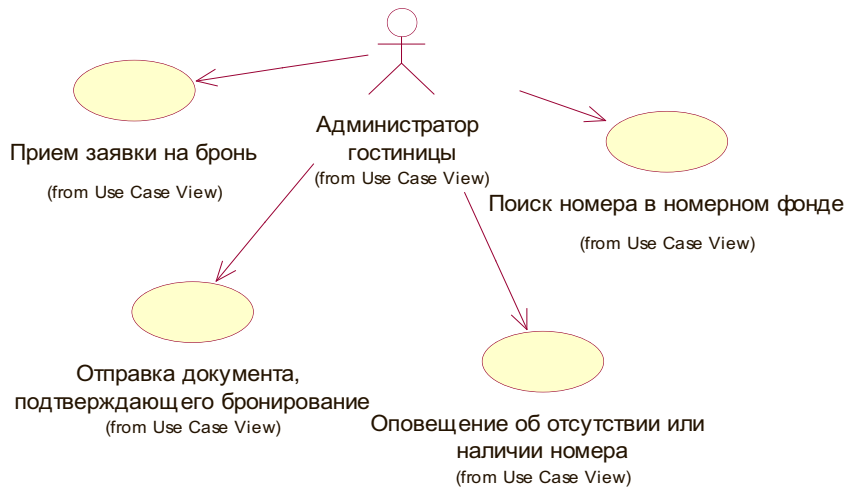 Администратор
гостиницы
(from Use Case View)
Прием заявки на бронь
(from Use Case View)
Поиск номера в номерном фонде
(from Use Case View)
Отправка документа,
подтверждающего бронирование
(from Use Case View)
Оповещение об отсутствии или
наличии номера
(from Use Case View)